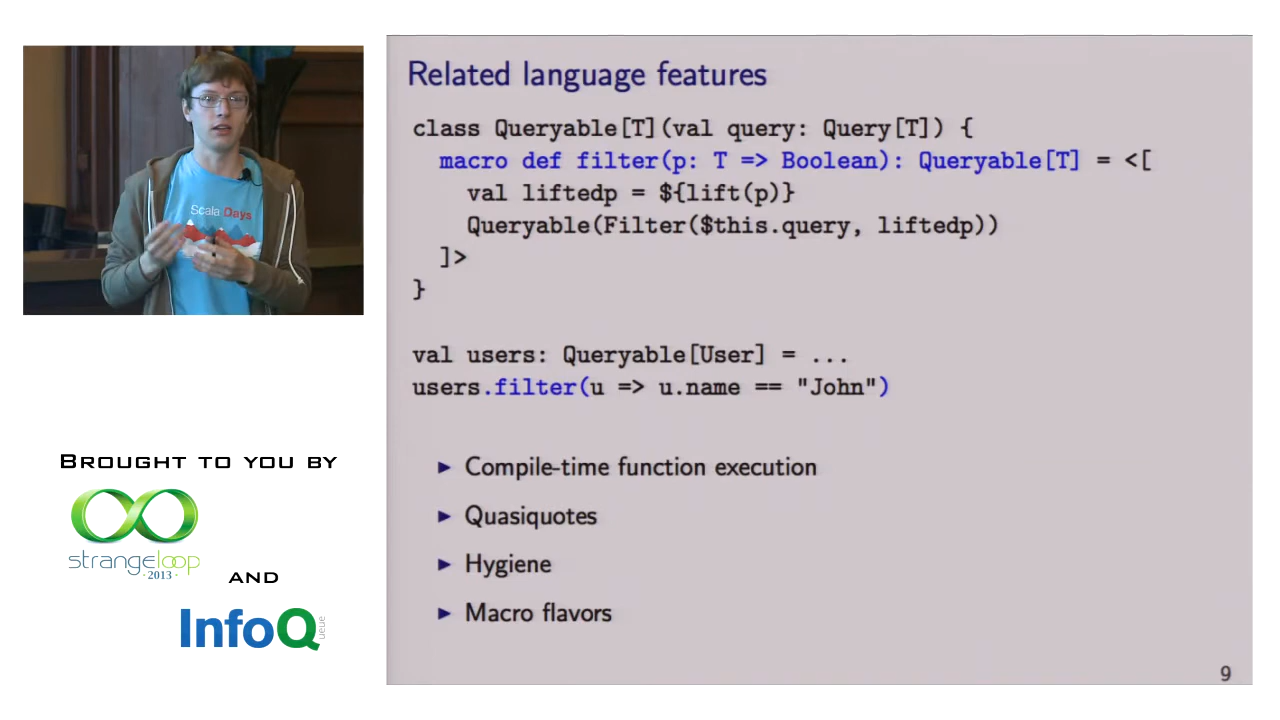 Scala Days
Related language features
class Queryable[T](val query: Query[T]) {
macro def filter(p: T => Boolean): Queryable[T] = <[
val liftedp = ${lift(p)}
Queryable(Filter($this.query, liftedp))
]>
}
val users: Queryable[User] = ...
users.filter(u => u.name == "John")
► Compile-time function execution
► Quasiquotes
► Hygiene
► Macro flavors
9
BROUGHT TO YOU BY
strangeloop
·2013·
AND
InfoQ
queue